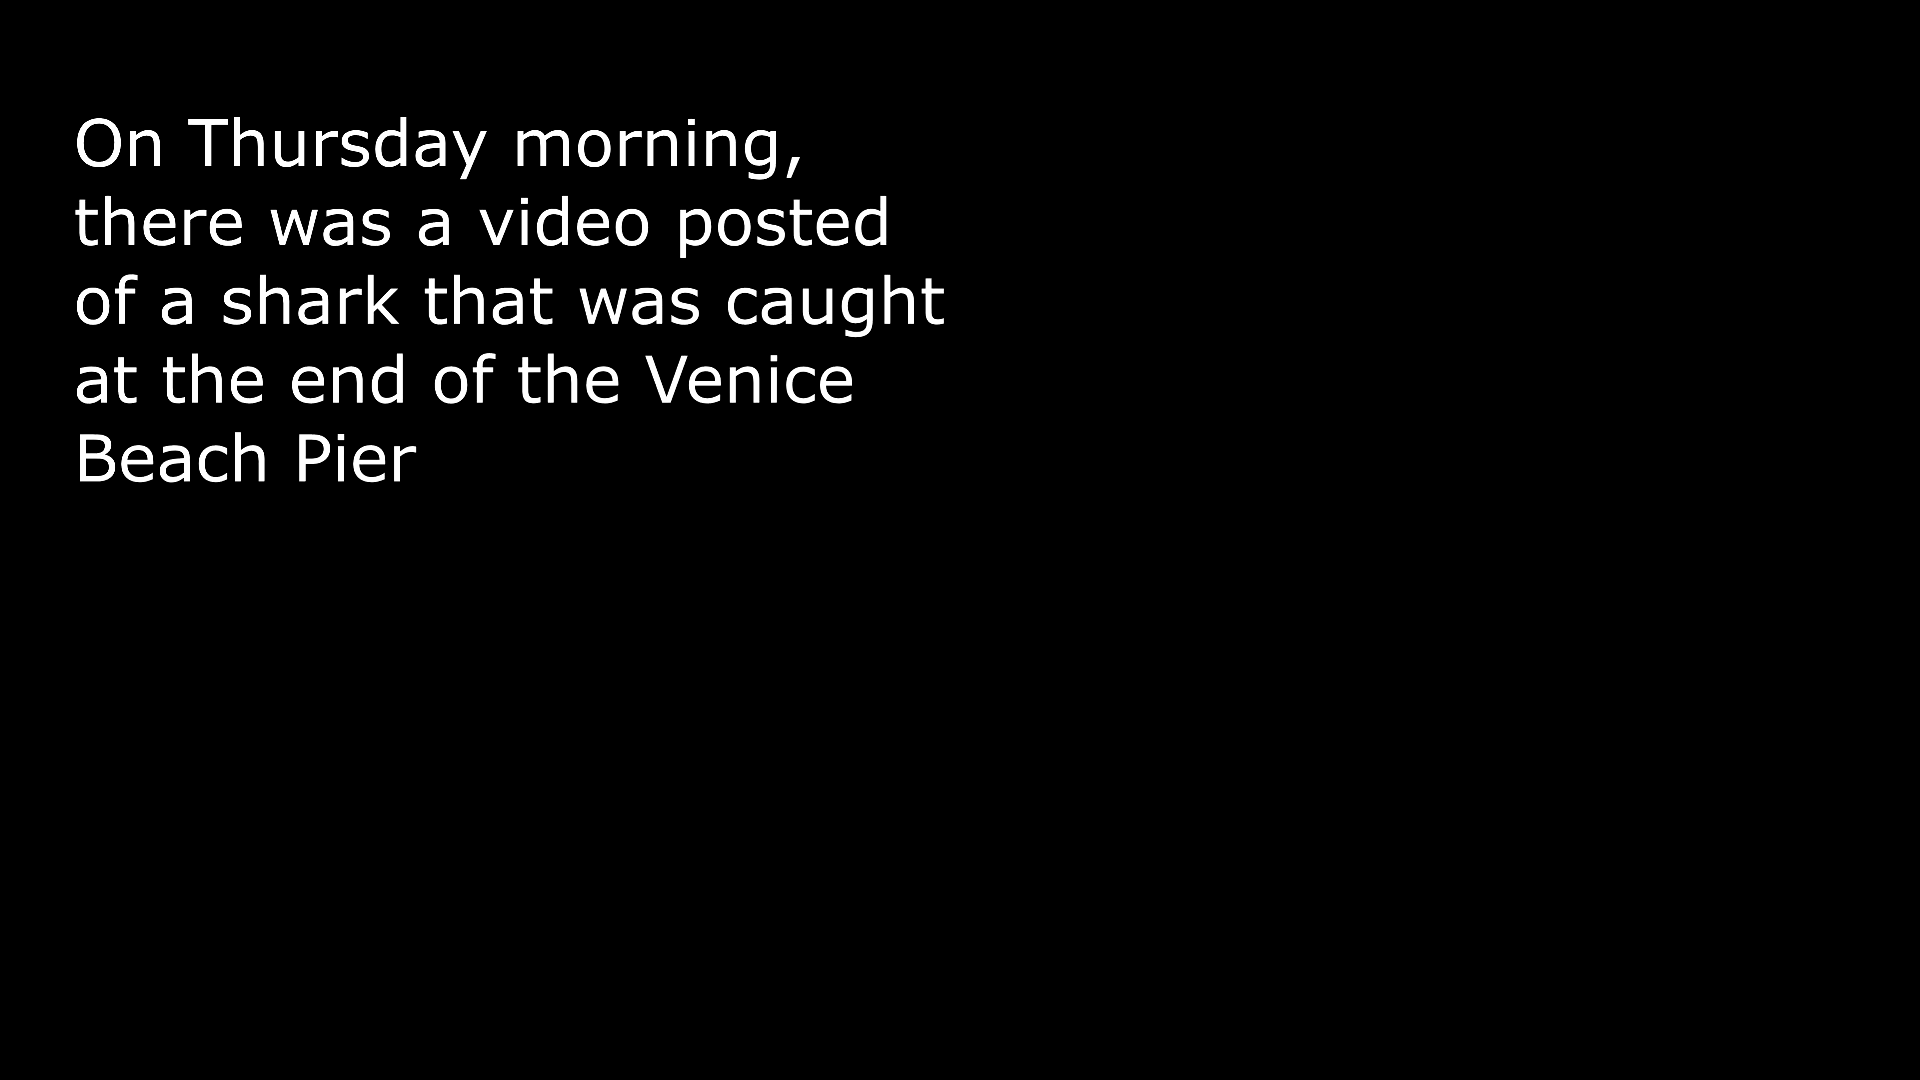 On Thursday morning,
there was a video posted
of a shark that was caught
at the end of the Venice
Beach Pier